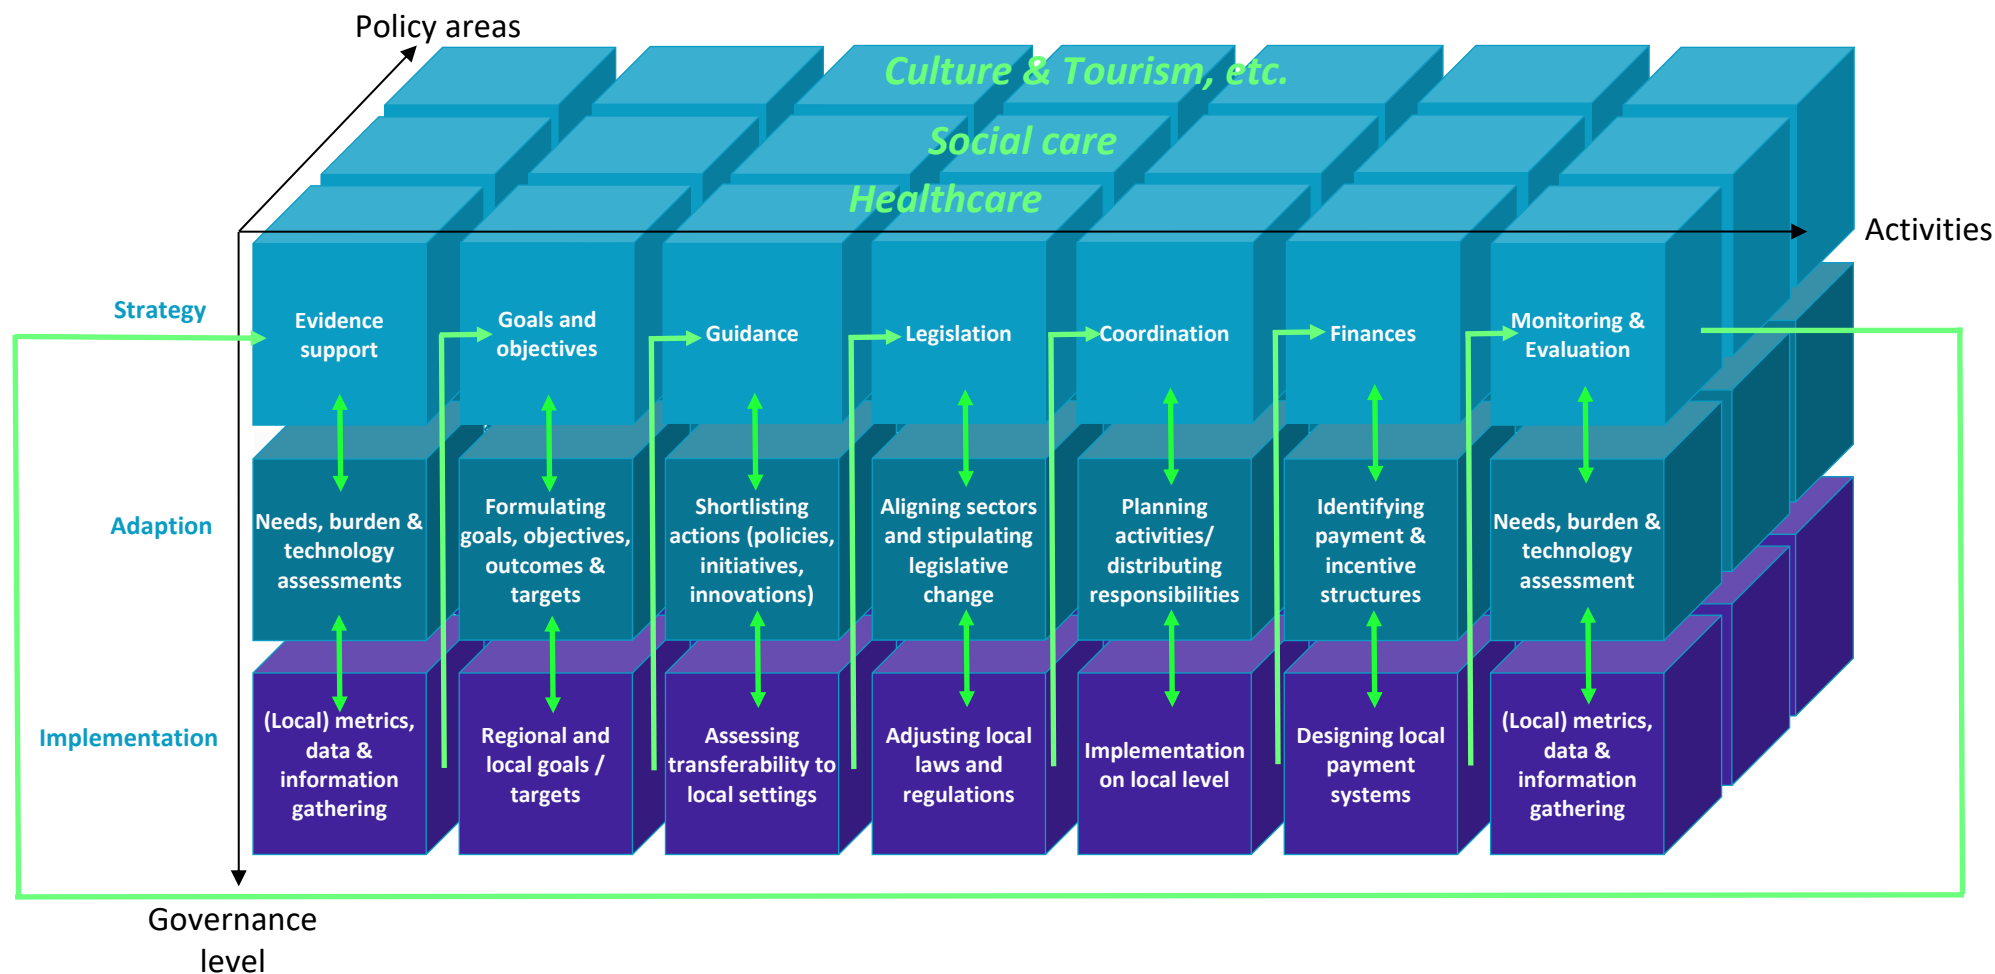 Policy areas
Culture & Tourism, etc.
Social care
Healthcare
Activities
Strategy
Evidence
support
Goals and
objectives
Guidance
Legislation
Coordination
Finances
Monitoring &
Evaluation
Adaption
Needs, burden &
technology
assessments
Formulating
goals, objectives,
outcomes &
targets
Shortlisting
actions (policies,
initiatives,
innovations)
Aligning sectors
and stipulating
legislative
change
Planning
activities/
distributing
responsibilities
Identifying
payment &
incentive
structures
Needs, burden &
technology
assessment
Implementation
(Local) metrics,
data &
information
gathering
Regional and
local goals /
targets
Assessing
transferability to
local settings
Adjusting local
laws and
regulations
Implementation
on local level
Designing local
payment
systems
(Local) metrics,
data &
information
gathering
Governance
level